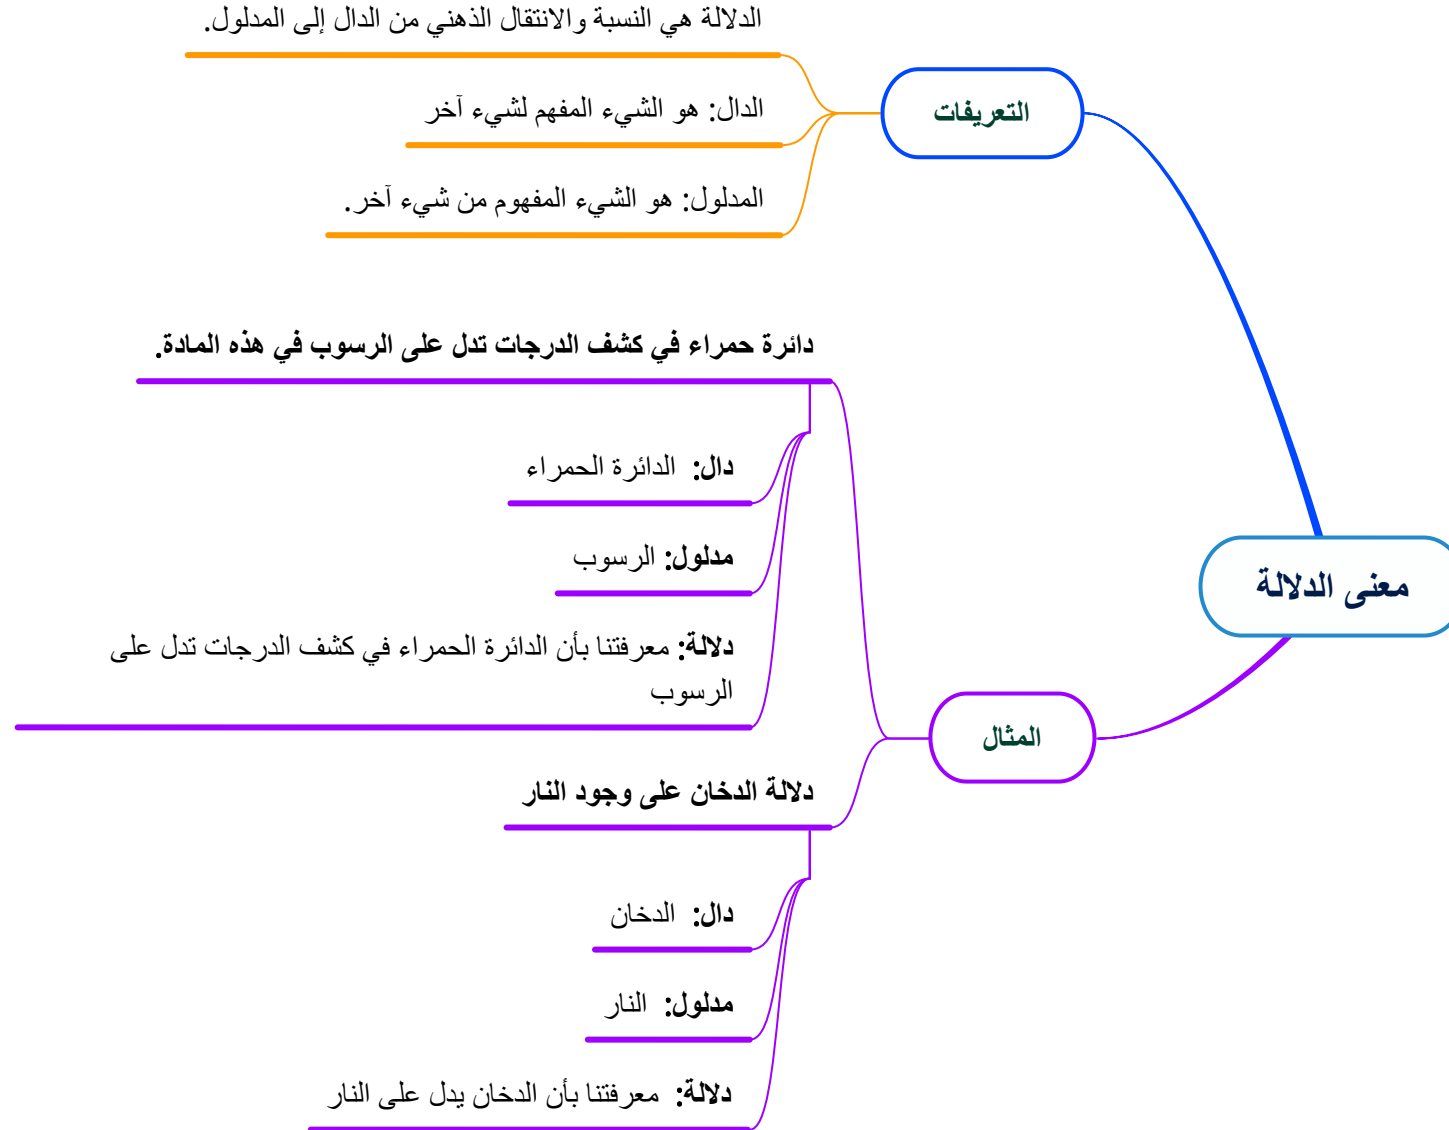 معنى الدلالة
التعريفات
الدلالة هي النسبة والانتقال الذهني من الدال إلى المدلول.
الدال: هو الشيء المفهم لشيء آخر
المدلول: هو الشيء المفهوم من شيء آخر.
المثال
دائرة حمراء في كشف الدرجات تدل على الرسوب في هذه المادة.
دال: الدائرة الحمراء
مدلول: الرسوب
دلالة: معرفتنا بأن الدائرة الحمراء في كشف الدرجات تدل على
الرسوب
دلالة الدخان على وجود النار
دال: الدخان
مدلول: النار
دلالة: معرفتنا بأن الدخان يدل على النار